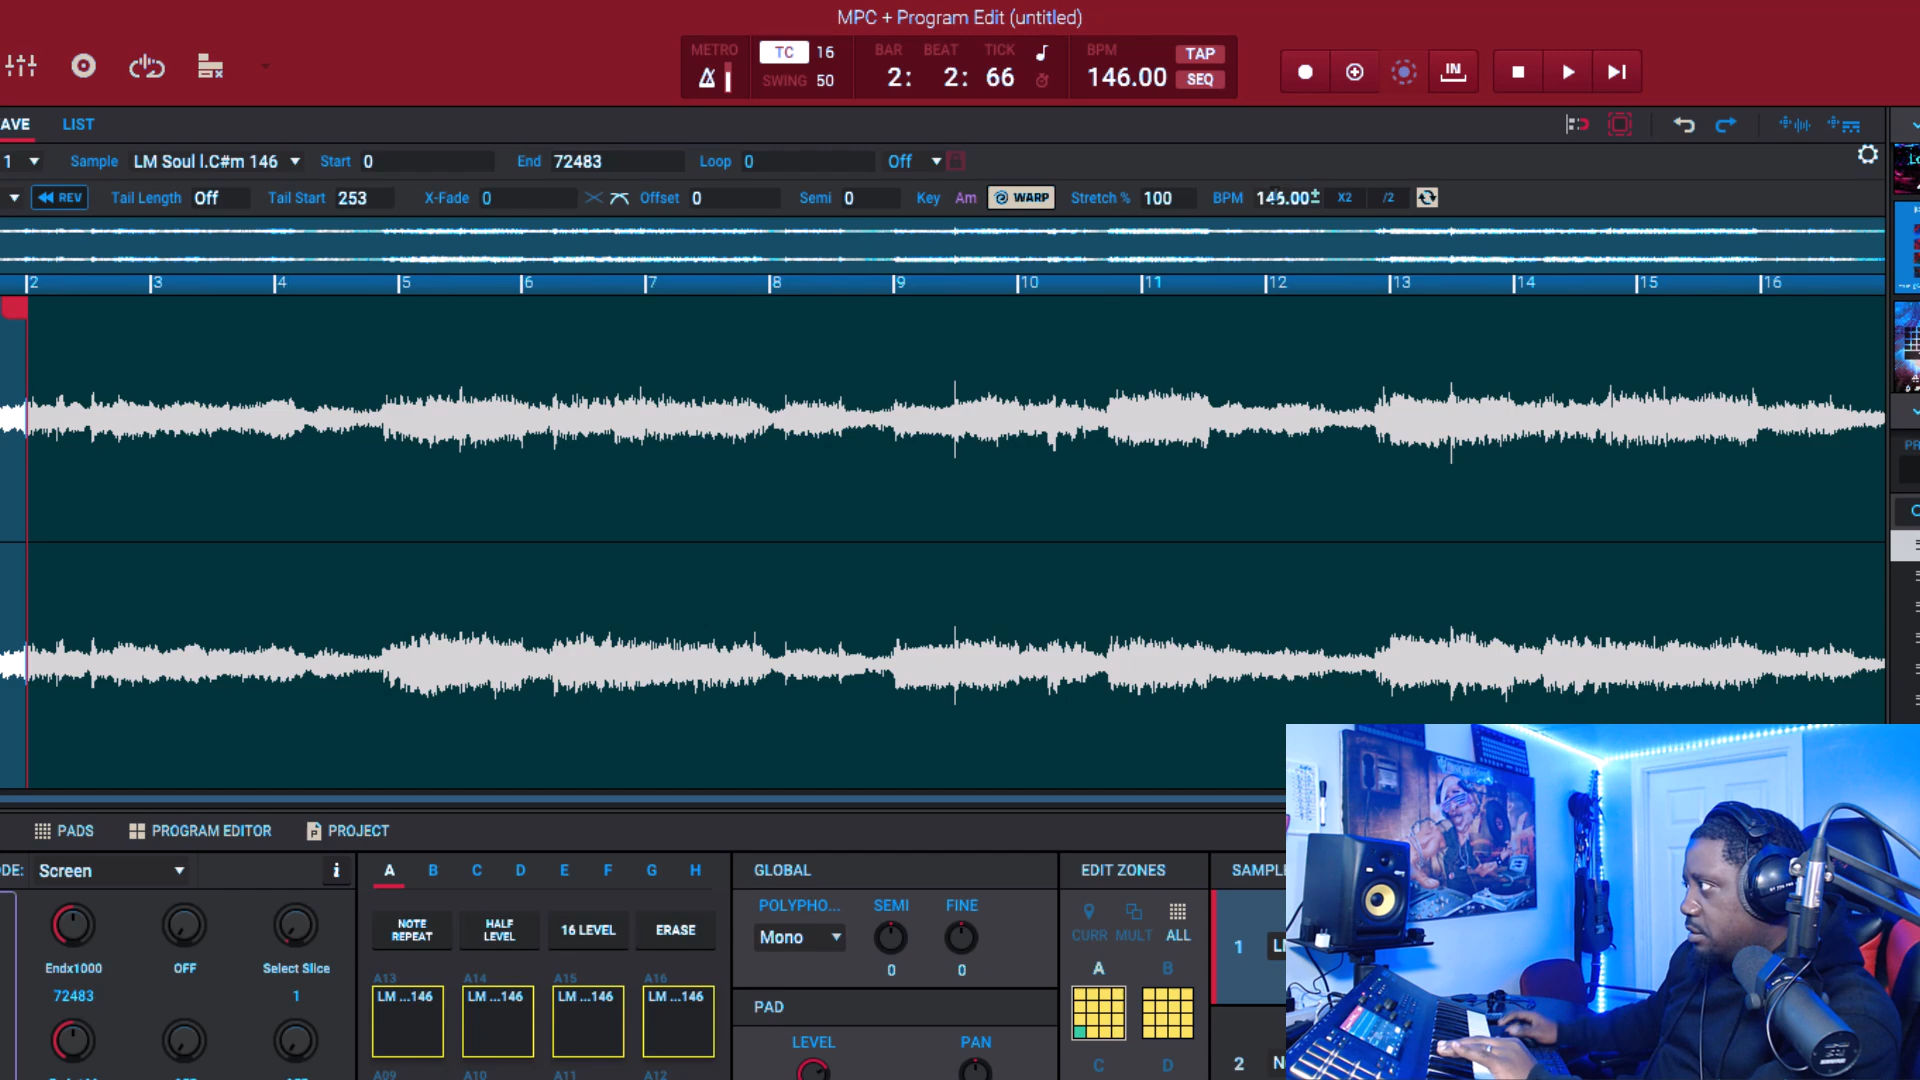 MPC + Program Edit (untitled)
METRO TC 16 BAR BEAT TICK BPM TAP
SWING 50 2: 2: 66 146.00 SEQ IN
AVE LIST
1 Sample LM Soul l.C#m 146 Start 0 End 72483 Loop 0 Off
REV Tail Length Off Tail Start 253 X-Fade 0 Offset 0 Semi 0 Key Am WARP Stretch % 100 BPM 146.00 X2 /2
2 3 4 5 6 7 8 9 10 11 12 13 14 15 16
PADS PROGRAM EDITOR PROJECT
DE: Screen i A B C D E F G H GLOBAL EDIT ZONES SAMPLE
POLYPHO... SEMI FINE
NOTE REPEAT HALF LEVEL 16 LEVEL ERASE Mono CURR MULT ALL 1
Endx1000 OFF Select Slice 0 0 A B
72483 1 A13 A14 A15 A16
LM ...146 LM ...146 LM ...146 LM ...146
PAD
LEVEL PAN C D 2
A09 A10 A11 A12